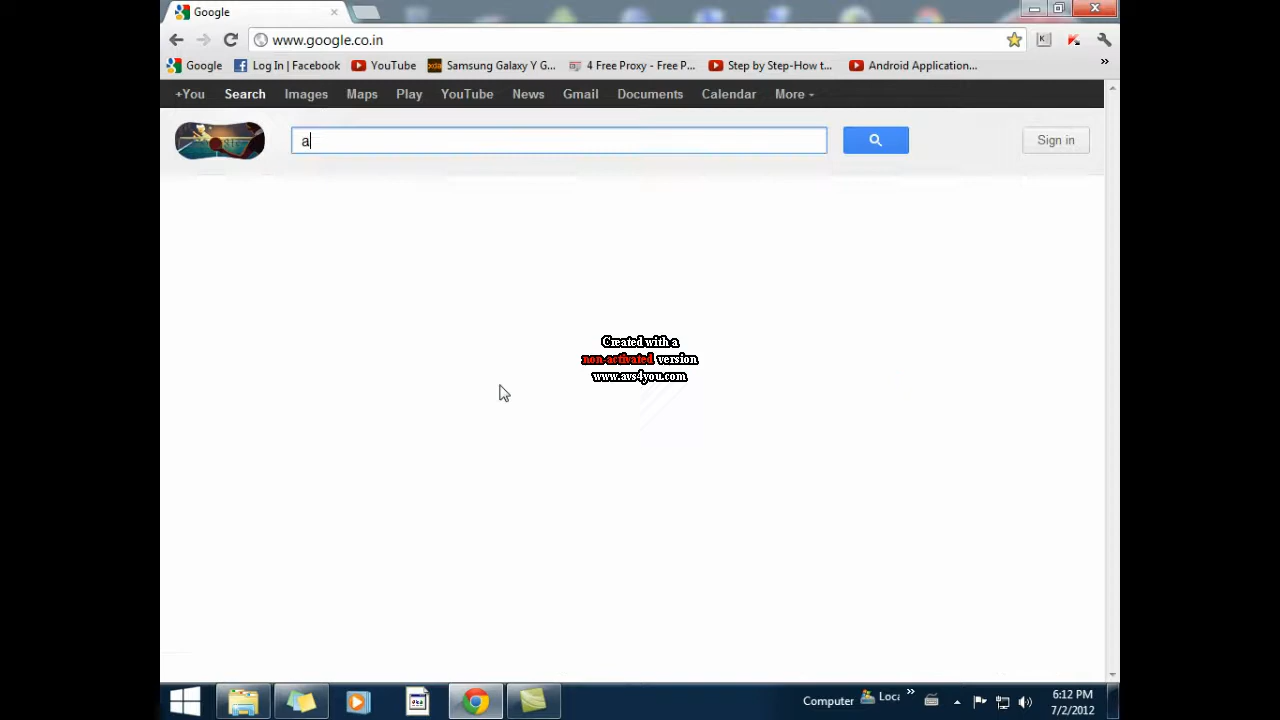 Google
www.google.co.in
Google Log In | Facebook YouTube Samsung Galaxy Y G... 4 Free Proxy - Free P... Step by Step-How t... Android Application... »
+You Search Images Maps Play YouTube News Gmail Documents Calendar More
a
Sign in
Created with a
non-activated version
www.avs4you.com
Computer Loca »
6:12 PM
7/2/2012